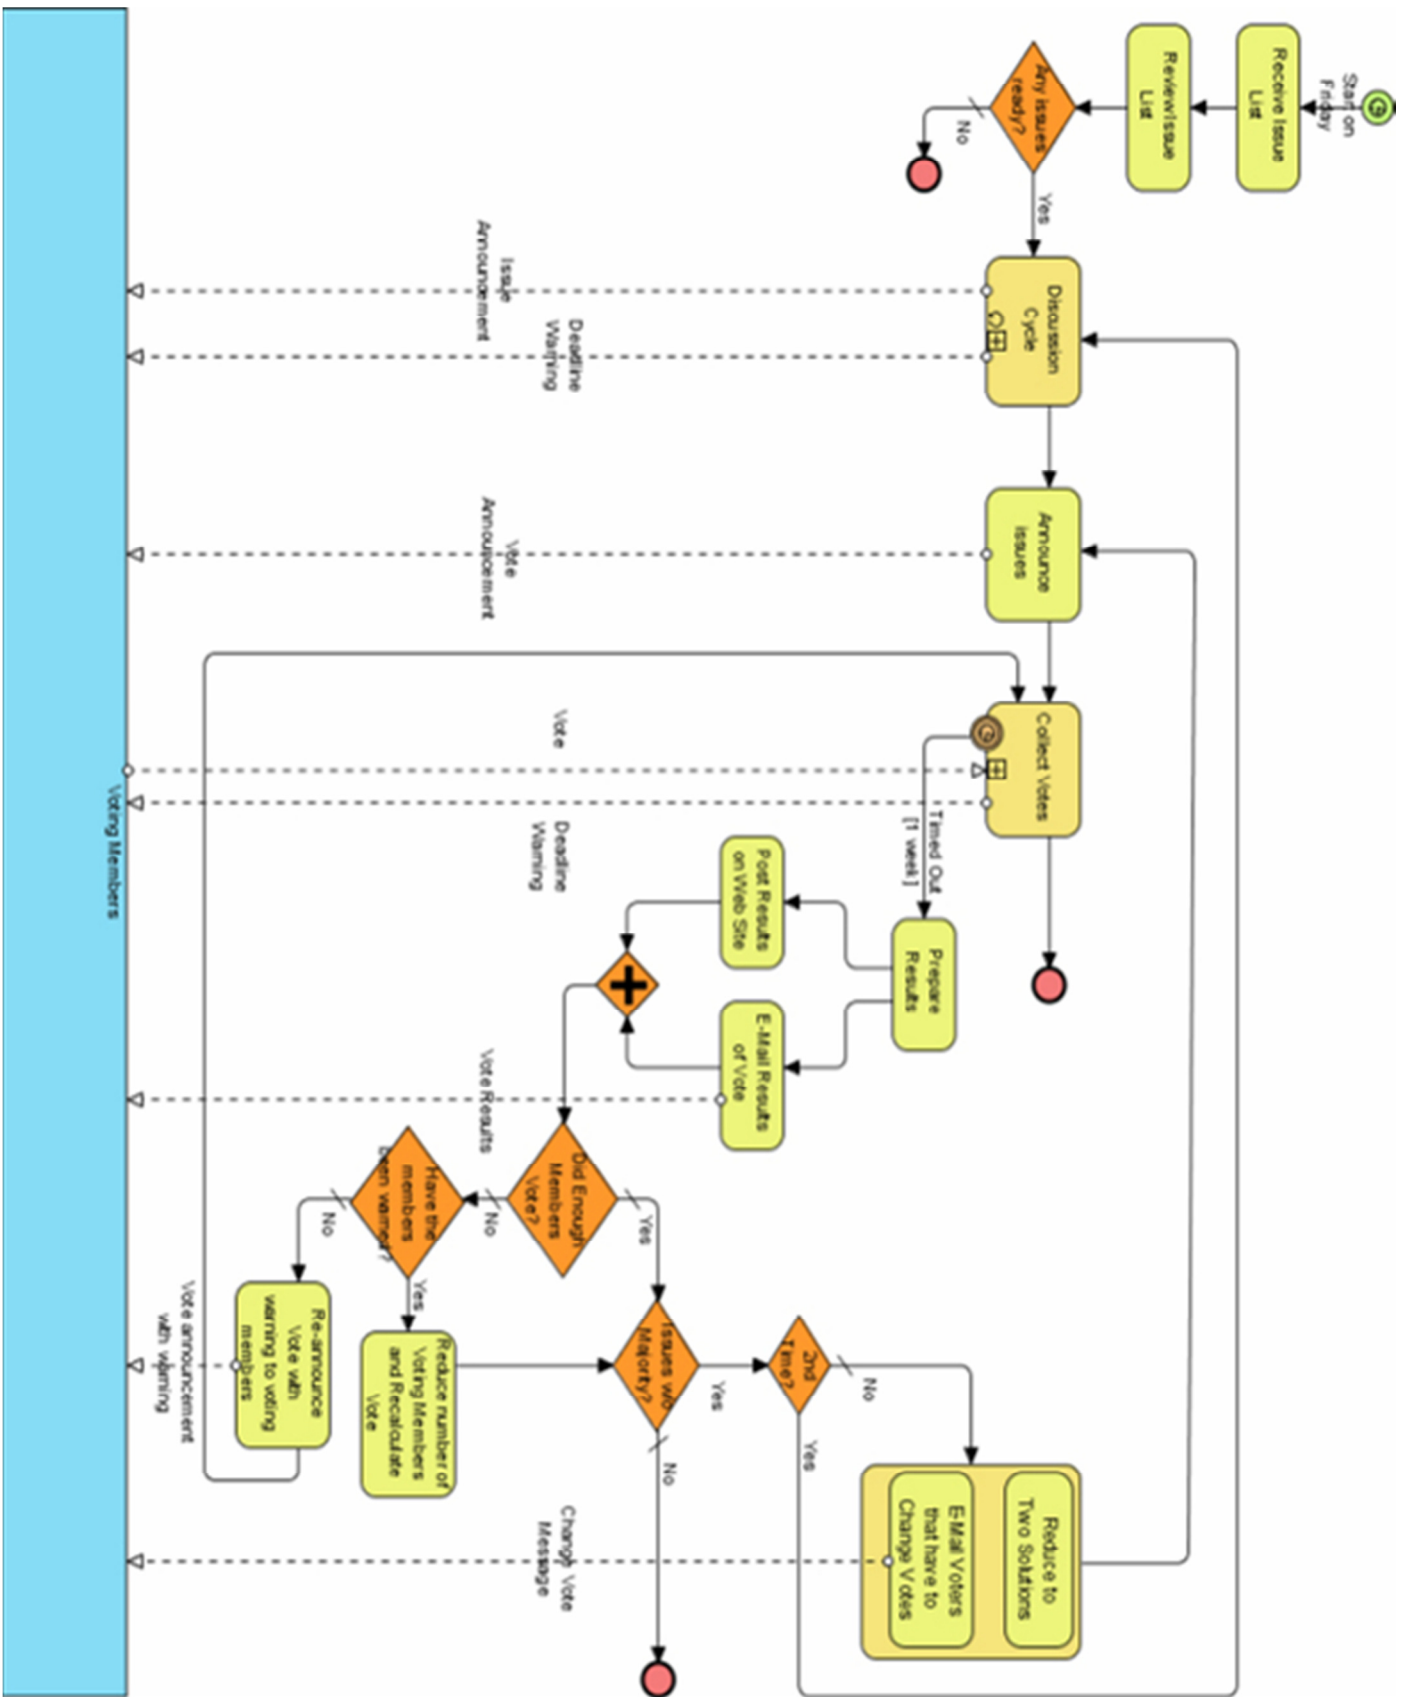 Start on
Friday
Receive Issue
List
Review Issue
List
Any issues
ready?
No
Yes
Discussion
Cycle
Issue
Announcement
Deadline
Warning
Announce
Issues
Vote
Announcement
Collect Votes
Vote
Deadline
Warning
Timed Out
[1 week]
Prepare
Results
Post Results
on Web Site
E-Mail Results
of Vote
Vote Results
Did Enough
Members
Vote?
Yes
No
Have the
members
been warned?
No
Yes
Re-announce
Vote with
warning to voting
members
Vote announcement
with warning
Reduce number of
Voting Members
and Recalculate
Vote
Issues w/o
Majority?
Yes
No
2nd
Time?
No
Yes
Reduce to
Two Solutions
E-Mail Voters
that have to
Change Votes
Change Vote
Message
Voting Members